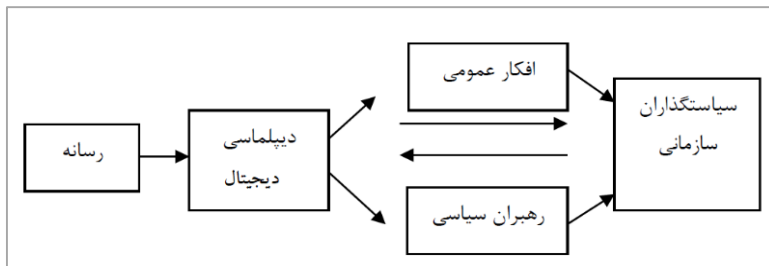 رسانه
دیپلماسی
دیجیتال
افکار عمومی
رهبران سیاسی
سیاستگذاران
سازمانی